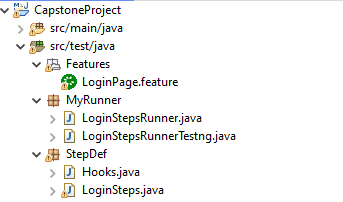 CapstoneProject
src/main/java
src/test/java
Features
LoginPage.feature
MyRunner
LoginStepsRunner.java
LoginStepsRunnerTestng.java
StepDef
Hooks.java
LoginSteps.java